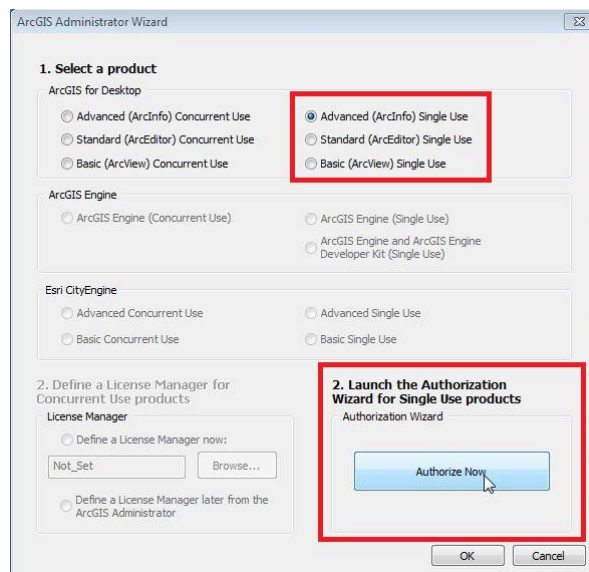 ArcGIS Administrator Wizard
1. Select a product
ArcGIS for Desktop
Advanced (ArcInfo) Concurrent Use
Advanced (ArcInfo) Single Use
Standard (ArcEditor) Concurrent Use
Standard (ArcEditor) Single Use
Basic (ArcView) Concurrent Use
Basic (ArcView) Single Use
ArcGIS Engine
ArcGIS Engine (Concurrent Use)
ArcGIS Engine (Single Use)
ArcGIS Engine and ArcGIS Engine
Developer Kit (Single Use)
Esri CityEngine
Advanced Concurrent Use
Advanced Single Use
Basic Concurrent Use
Basic Single Use
2. Define a License Manager for
Concurrent Use products
License Manager
Define a License Manager now:
Not_Set
Browse...
Define a License Manager later from the
ArcGIS Administrator
2. Launch the Authorization
Wizard for Single Use products
Authorization Wizard
Authorize Now
OK
Cancel